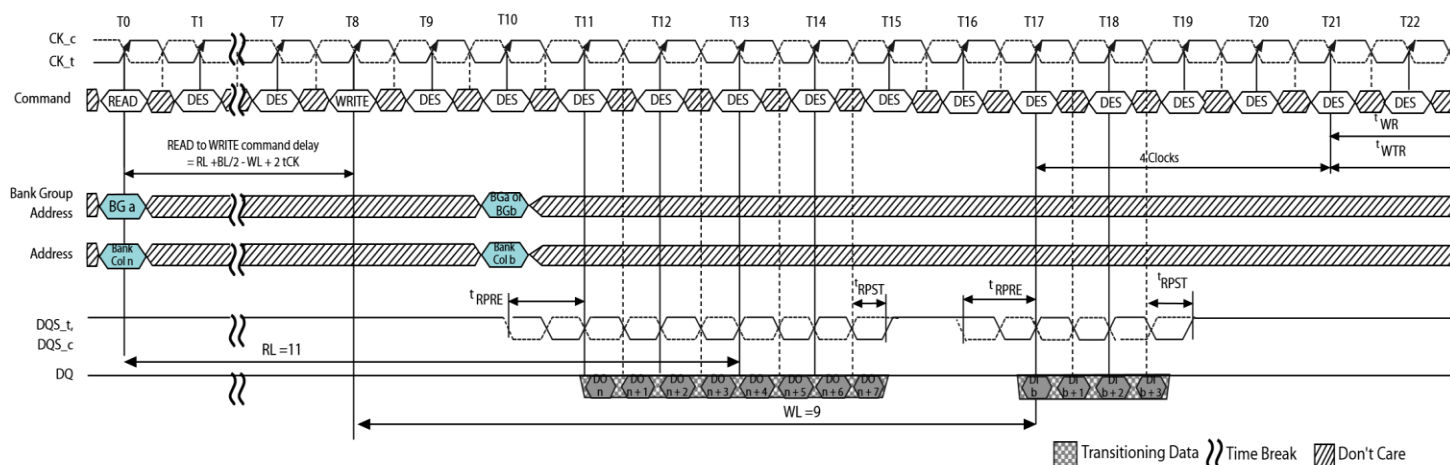 T0 T1 T7 T8 T9 T10 T11 T12 T13 T14 T15 T16 T17 T18 T19 T20 T21 T22
CK_c
CK_t
Command READ DES DES WRITE DES DES DES DES DES DES DES DES DES DES DES DES DES DES
tWR
READ to WRITE command delay
= RL +BL/2 - WL + 2 tCK
4 Clocks
tWTR
Bank Group
Address
BG a
BGa or
BGb
Address
Bank
Col n
Bank
Col b
tRPRE tRPST tRPRE tRPST
DQS_t,
DQS_c
RL =11
DQ
DO n DO n + 1 DO n + 2 DO n + 3 DO n + 4 DO n + 5 DO n + 6 DO n + 7 DI b DI b + 1 DI b + 2 DI b + 3
WL =9
Transitioning Data Time Break Don't Care